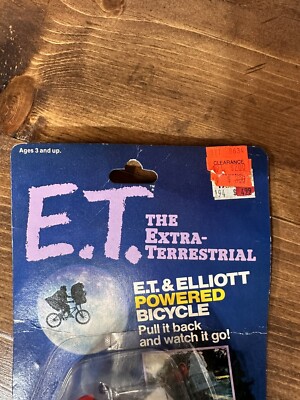 Ages 3 and up.
CLEARANCE
E.T.
THE
EXTRA-
TERRESTRIAL
E.T. & ELLIOTT
POWERED
BICYCLE
Pull it back
and watch it go!